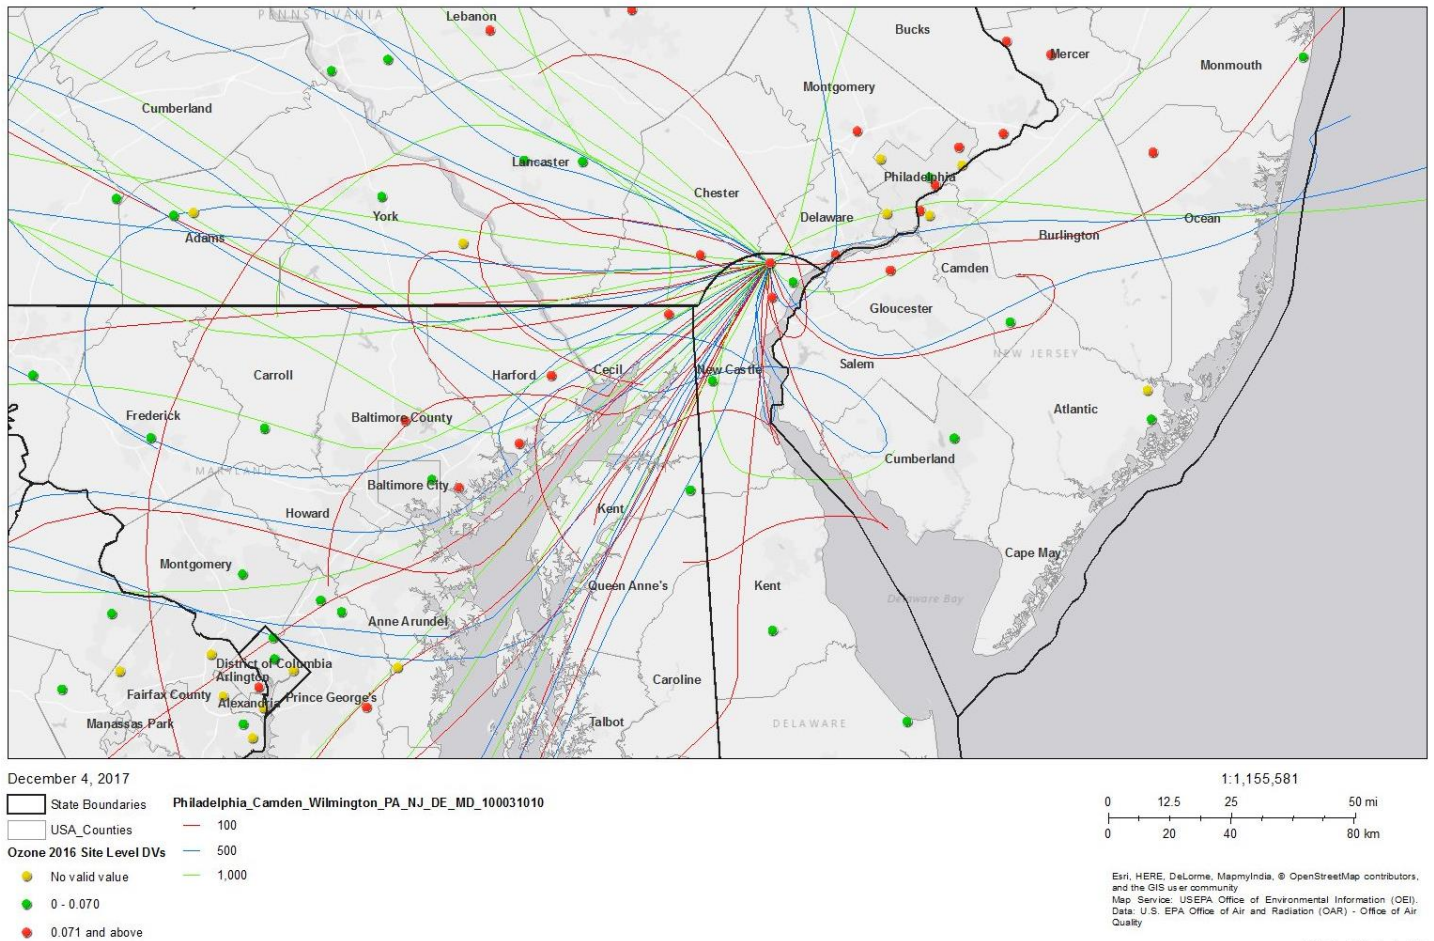 PENNSYLVANIA
Lebanon
Bucks
Mercer
Monmouth
Cumberland
Montgomery
Lancaster
Philadelphia
Chester
York
Delaware
Ocean
Adams
Burlington
Camden
Gloucester
NEW JERSEY
Carroll
Harford
Cecil
New Castle
Salem
Frederick
Baltimore County
Atlantic
Cumberland
MARYLAND
Baltimore City
Howard
Kent
Cape May
Montgomery
Queen Anne's
Kent
Delaware Bay
Anne Arundel
District of Columbia
Arlington
Caroline
Fairfax County
Prince George's
Alexandria
Manassas Park
Talbot
DELAWARE
December 4, 2017
State Boundaries
USA_Counties
Ozone 2016 Site Level DVs
No valid value
0 - 0.070
0.071 and above
Philadelphia_Camden_Wilmington_PA_NJ_DE_MD_100031010
100
500
1,000
1:1,155,581
0 12.5 25 50 mi
0 20 40 80 km
Esri, HERE, DeLorme, MapmyIndia, © OpenStreetMap contributors,
and the GIS user community
Map Service: USEPA Office of Environmental Information (OEI).
Data: U.S. EPA Office of Air and Radiation (OAR) - Office of Air
Quality